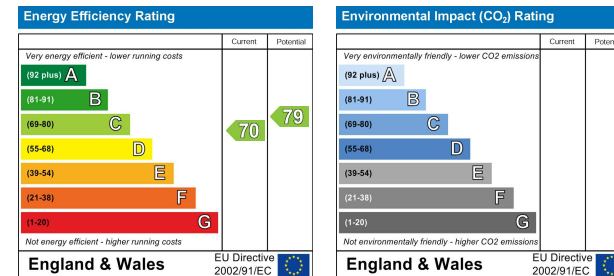 Energy Efficiency Rating
Current Potential
Very energy efficient - lower running costs
(92 plus) A
(81-91) B
(69-80) C
(55-68) D
(39-54) E
(21-38) F
(1-20) G
70
79
Not energy efficient - higher running costs
England & Wales
EU Directive
2002/91/EC
Environmental Impact (CO₂) Rating
Current Poten
Very environmentally friendly - lower CO2 emissions
(92 plus) A
(81-91) B
(69-80) C
(55-68) D
(39-54) E
(21-38) F
(1-20) G
Not environmentally friendly - higher CO2 emissions
England & Wales
EU Directive
2002/91/EC